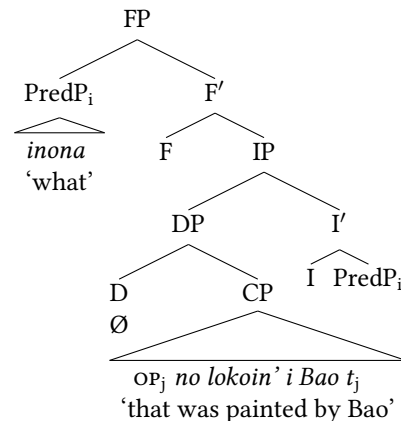 FP
PredPᵢ F′
inona F IP
‘what’
DP I′
D CP I PredPᵢ
Ø
OPⱼ no lokoin’ i Bao tⱼ
‘that was painted by Bao’